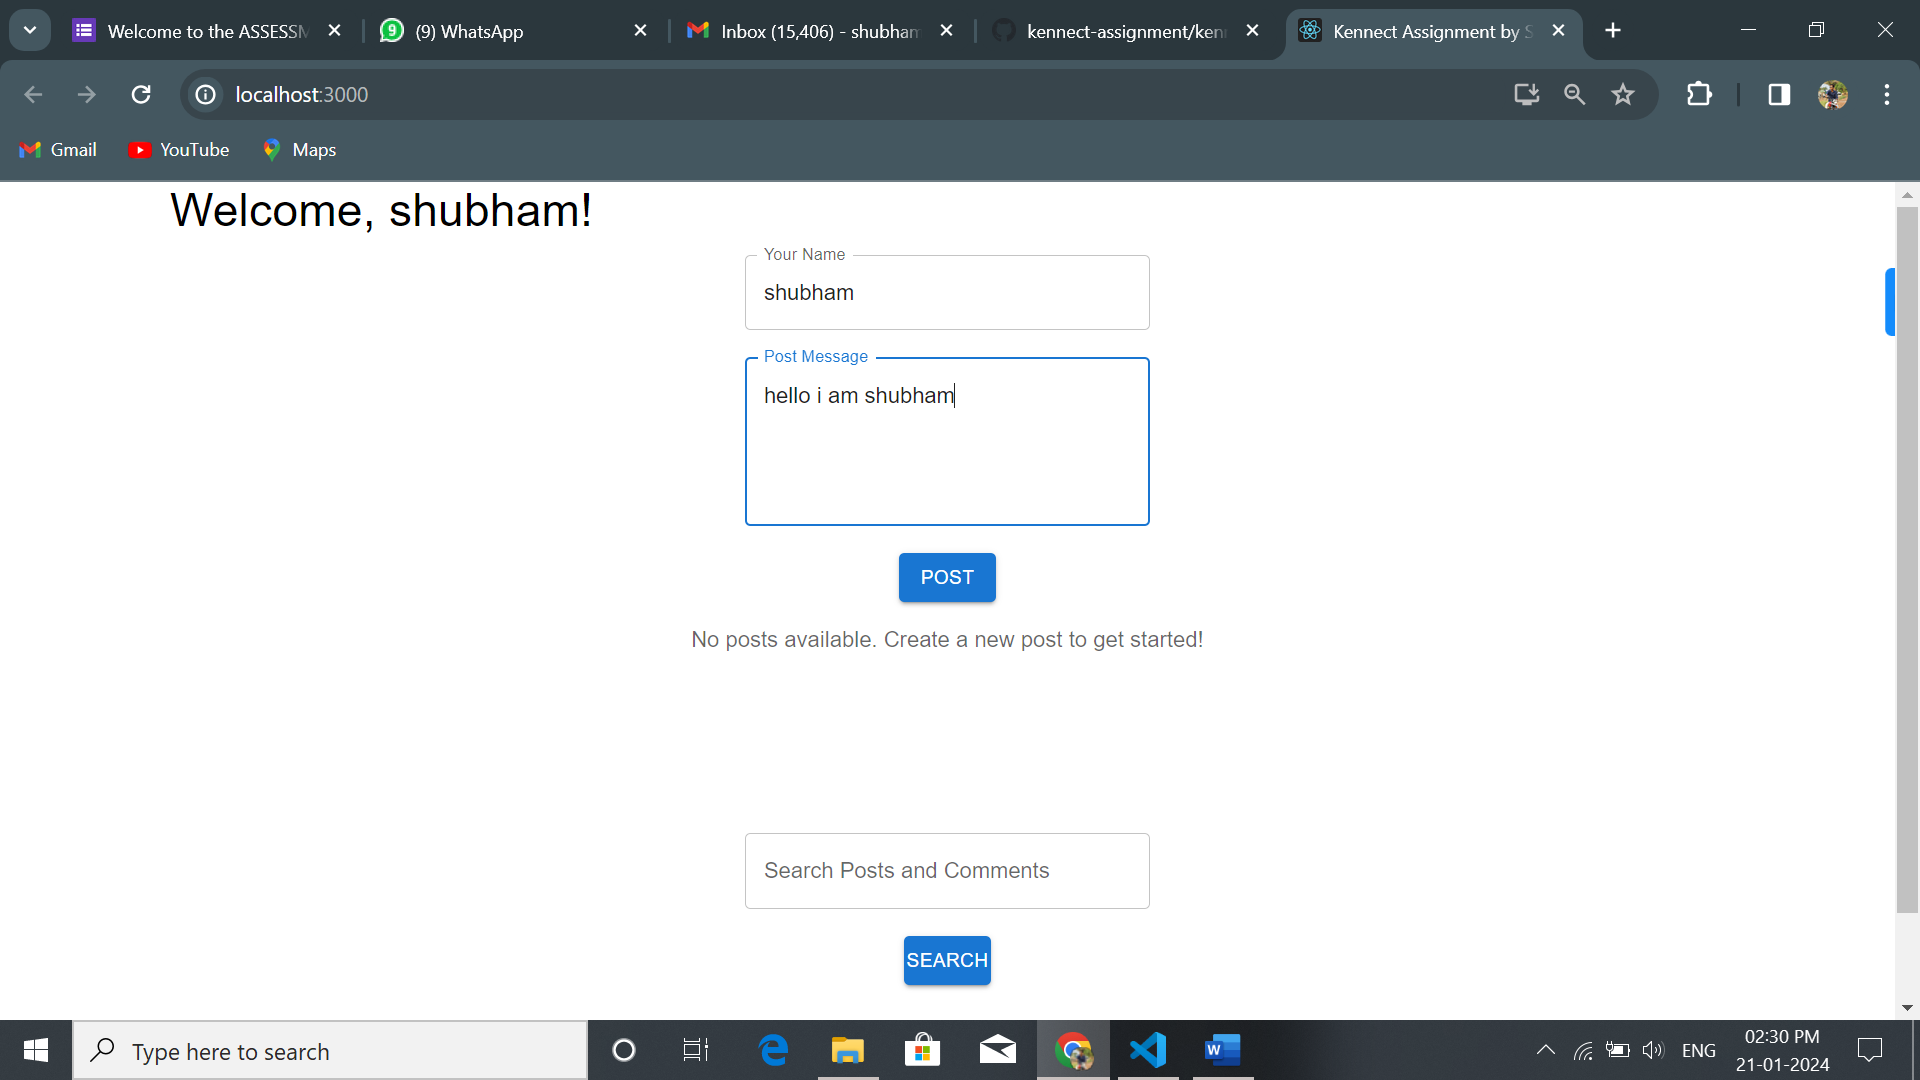 Welcome to the ASSESSM
(9) WhatsApp
Inbox (15,406) - shubham
kennect-assignment/kenn
Kennect Assignment by S
localhost:3000
Gmail
YouTube
Maps
Welcome, shubham!
Your Name
shubham
Post Message
hello i am shubham
POST
No posts available. Create a new post to get started!
Search Posts and Comments
SEARCH
Type here to search
ENG
02:30 PM
21-01-2024